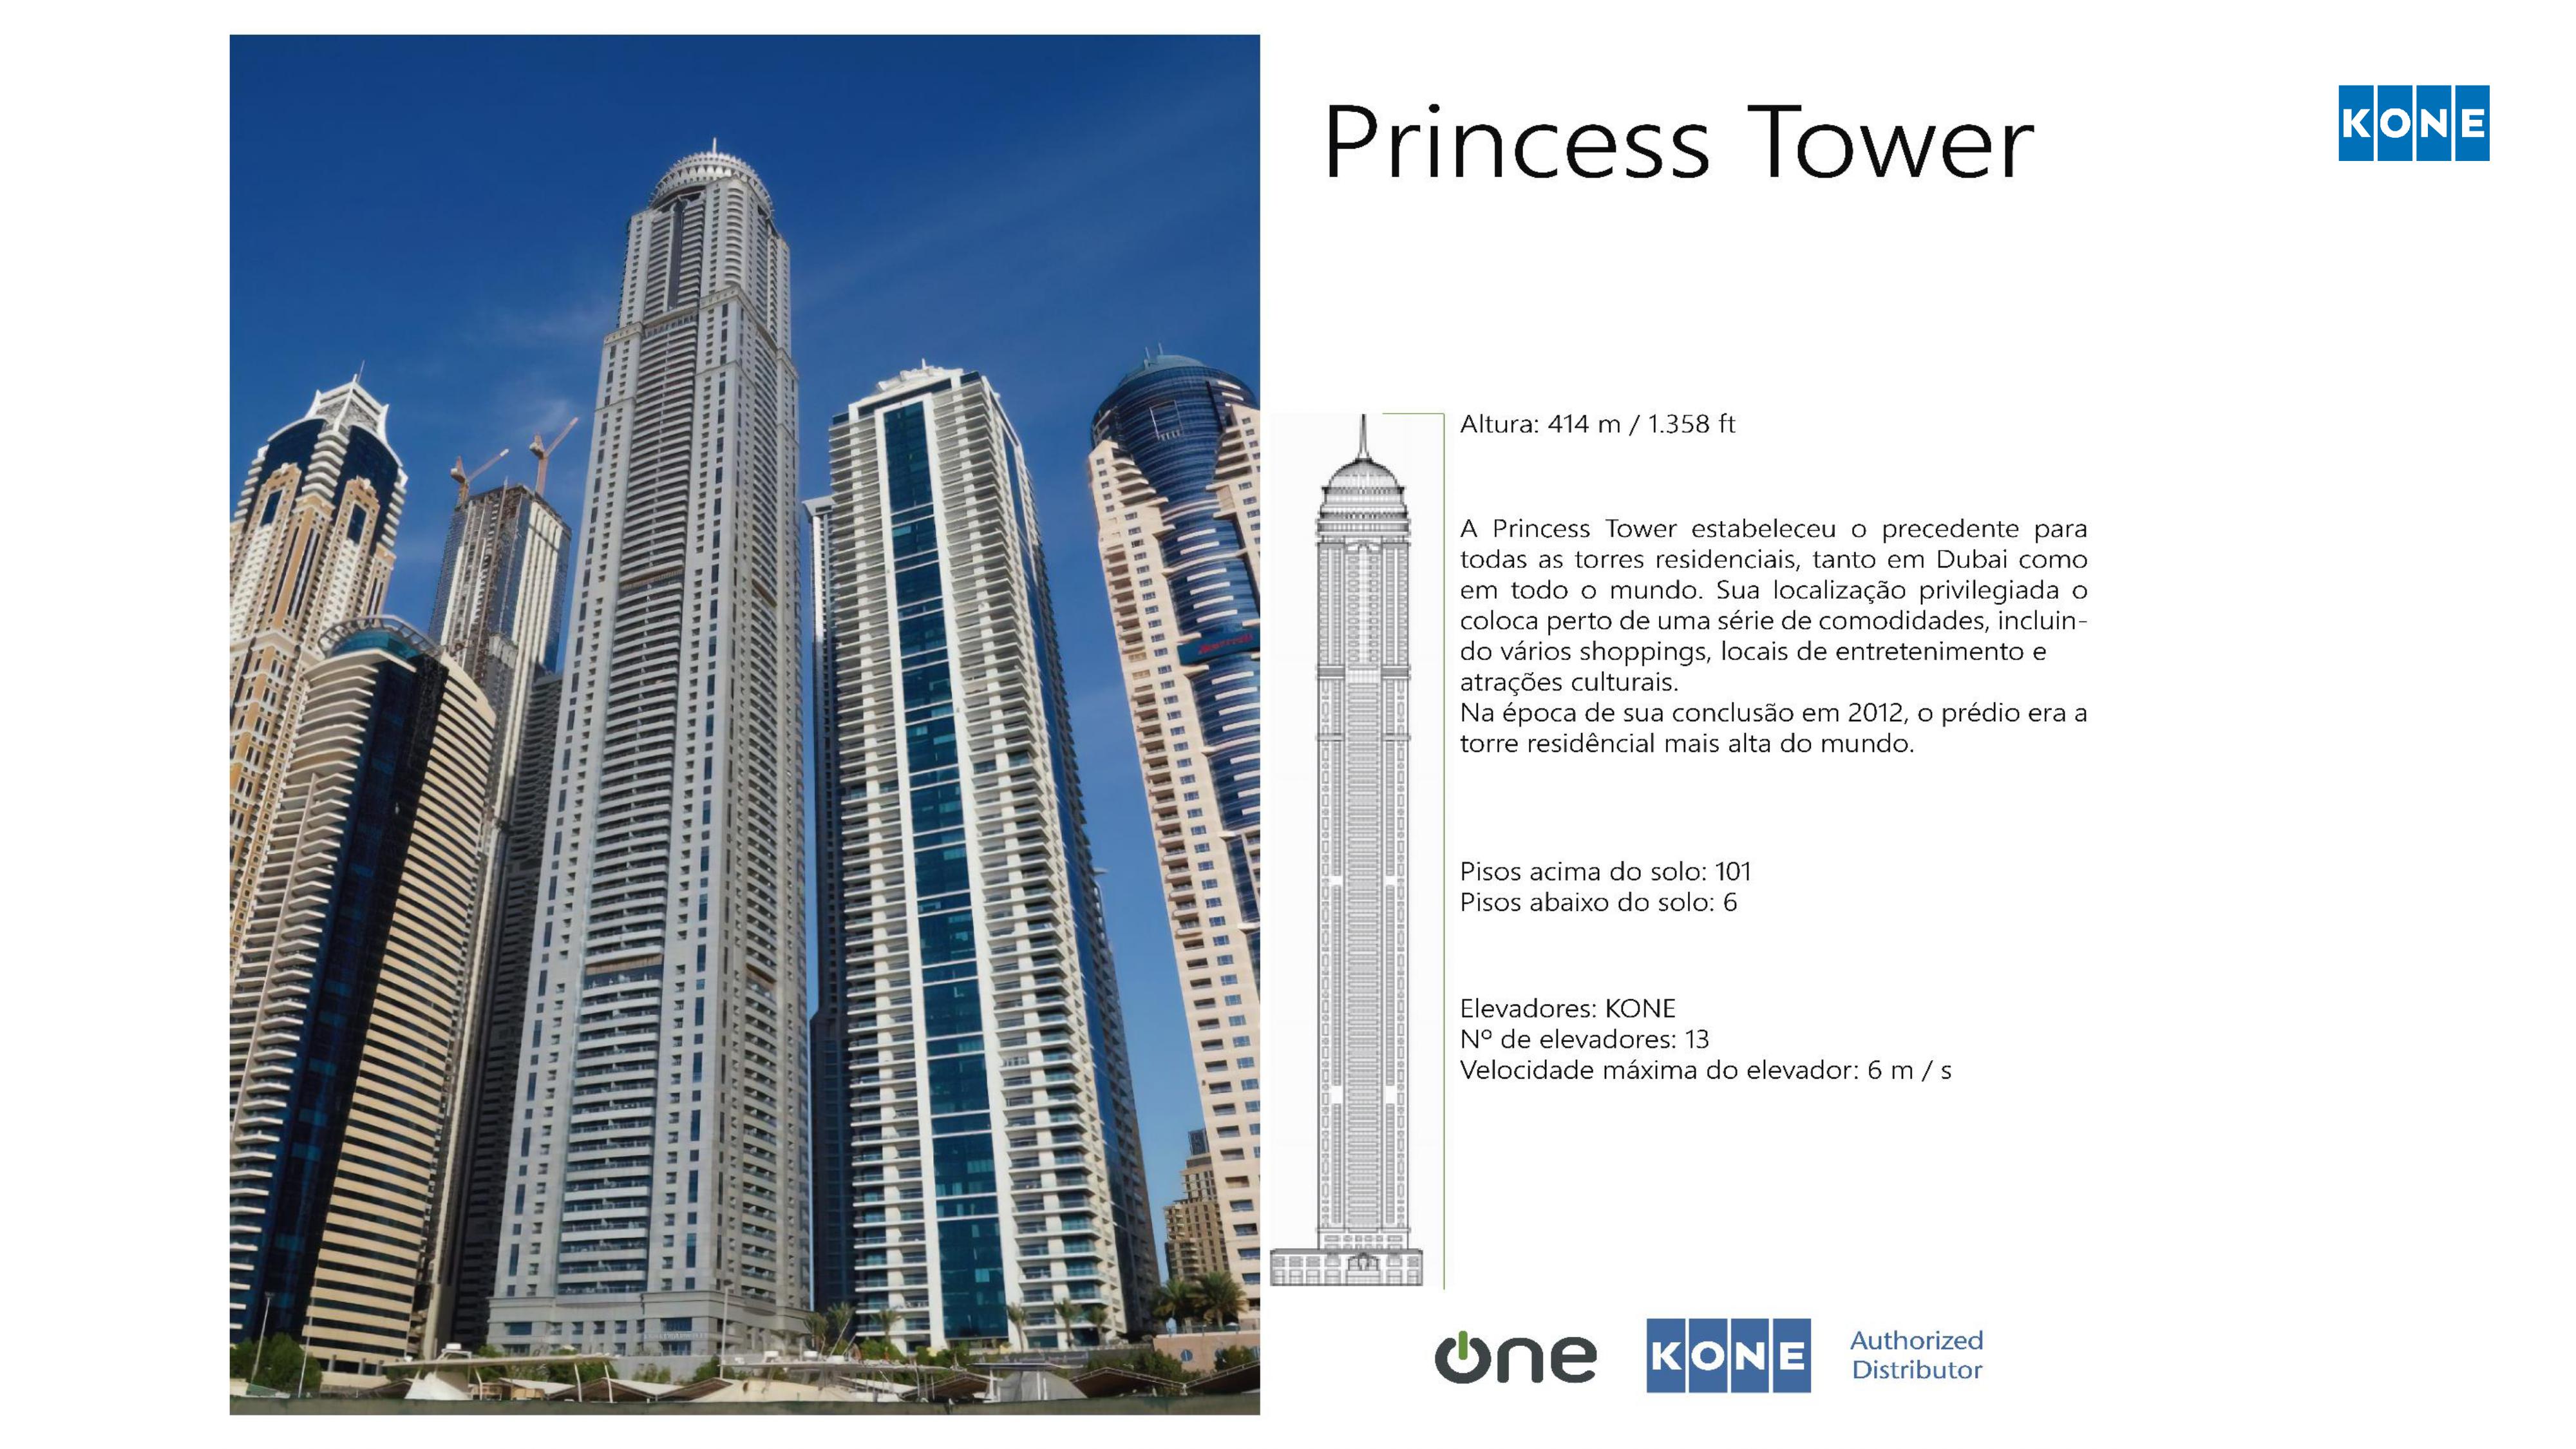 Princess Tower
KONE
Altura: 414 m / 1.358 ft
A Princess Tower estabeleceu o precedente para
todas as torres residenciais, tanto em Dubai como
em todo o mundo. Sua localização privilegiada o
coloca perto de uma série de comodidades, incluin-
do vários shoppings, locais de entretenimento e
atrações culturais.
Na época de sua conclusão em 2012, o prédio era a
torre residêncial mais alta do mundo.
Pisos acima do solo: 101
Pisos abaixo do solo: 6
Elevadores: KONE
Nº de elevadores: 13
Velocidade máxima do elevador: 6 m / s
one
KONE
Authorized
Distributor